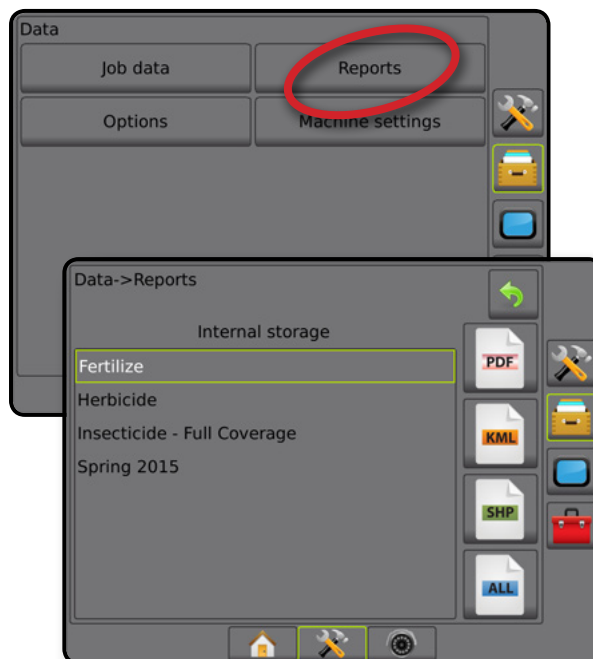 Data
Job data
Reports
Options
Machine settings
Data->Reports
Internal storage
Fertilize
Herbicide
Insecticide - Full Coverage
Spring 2015
PDF
KML
SHP
ALL